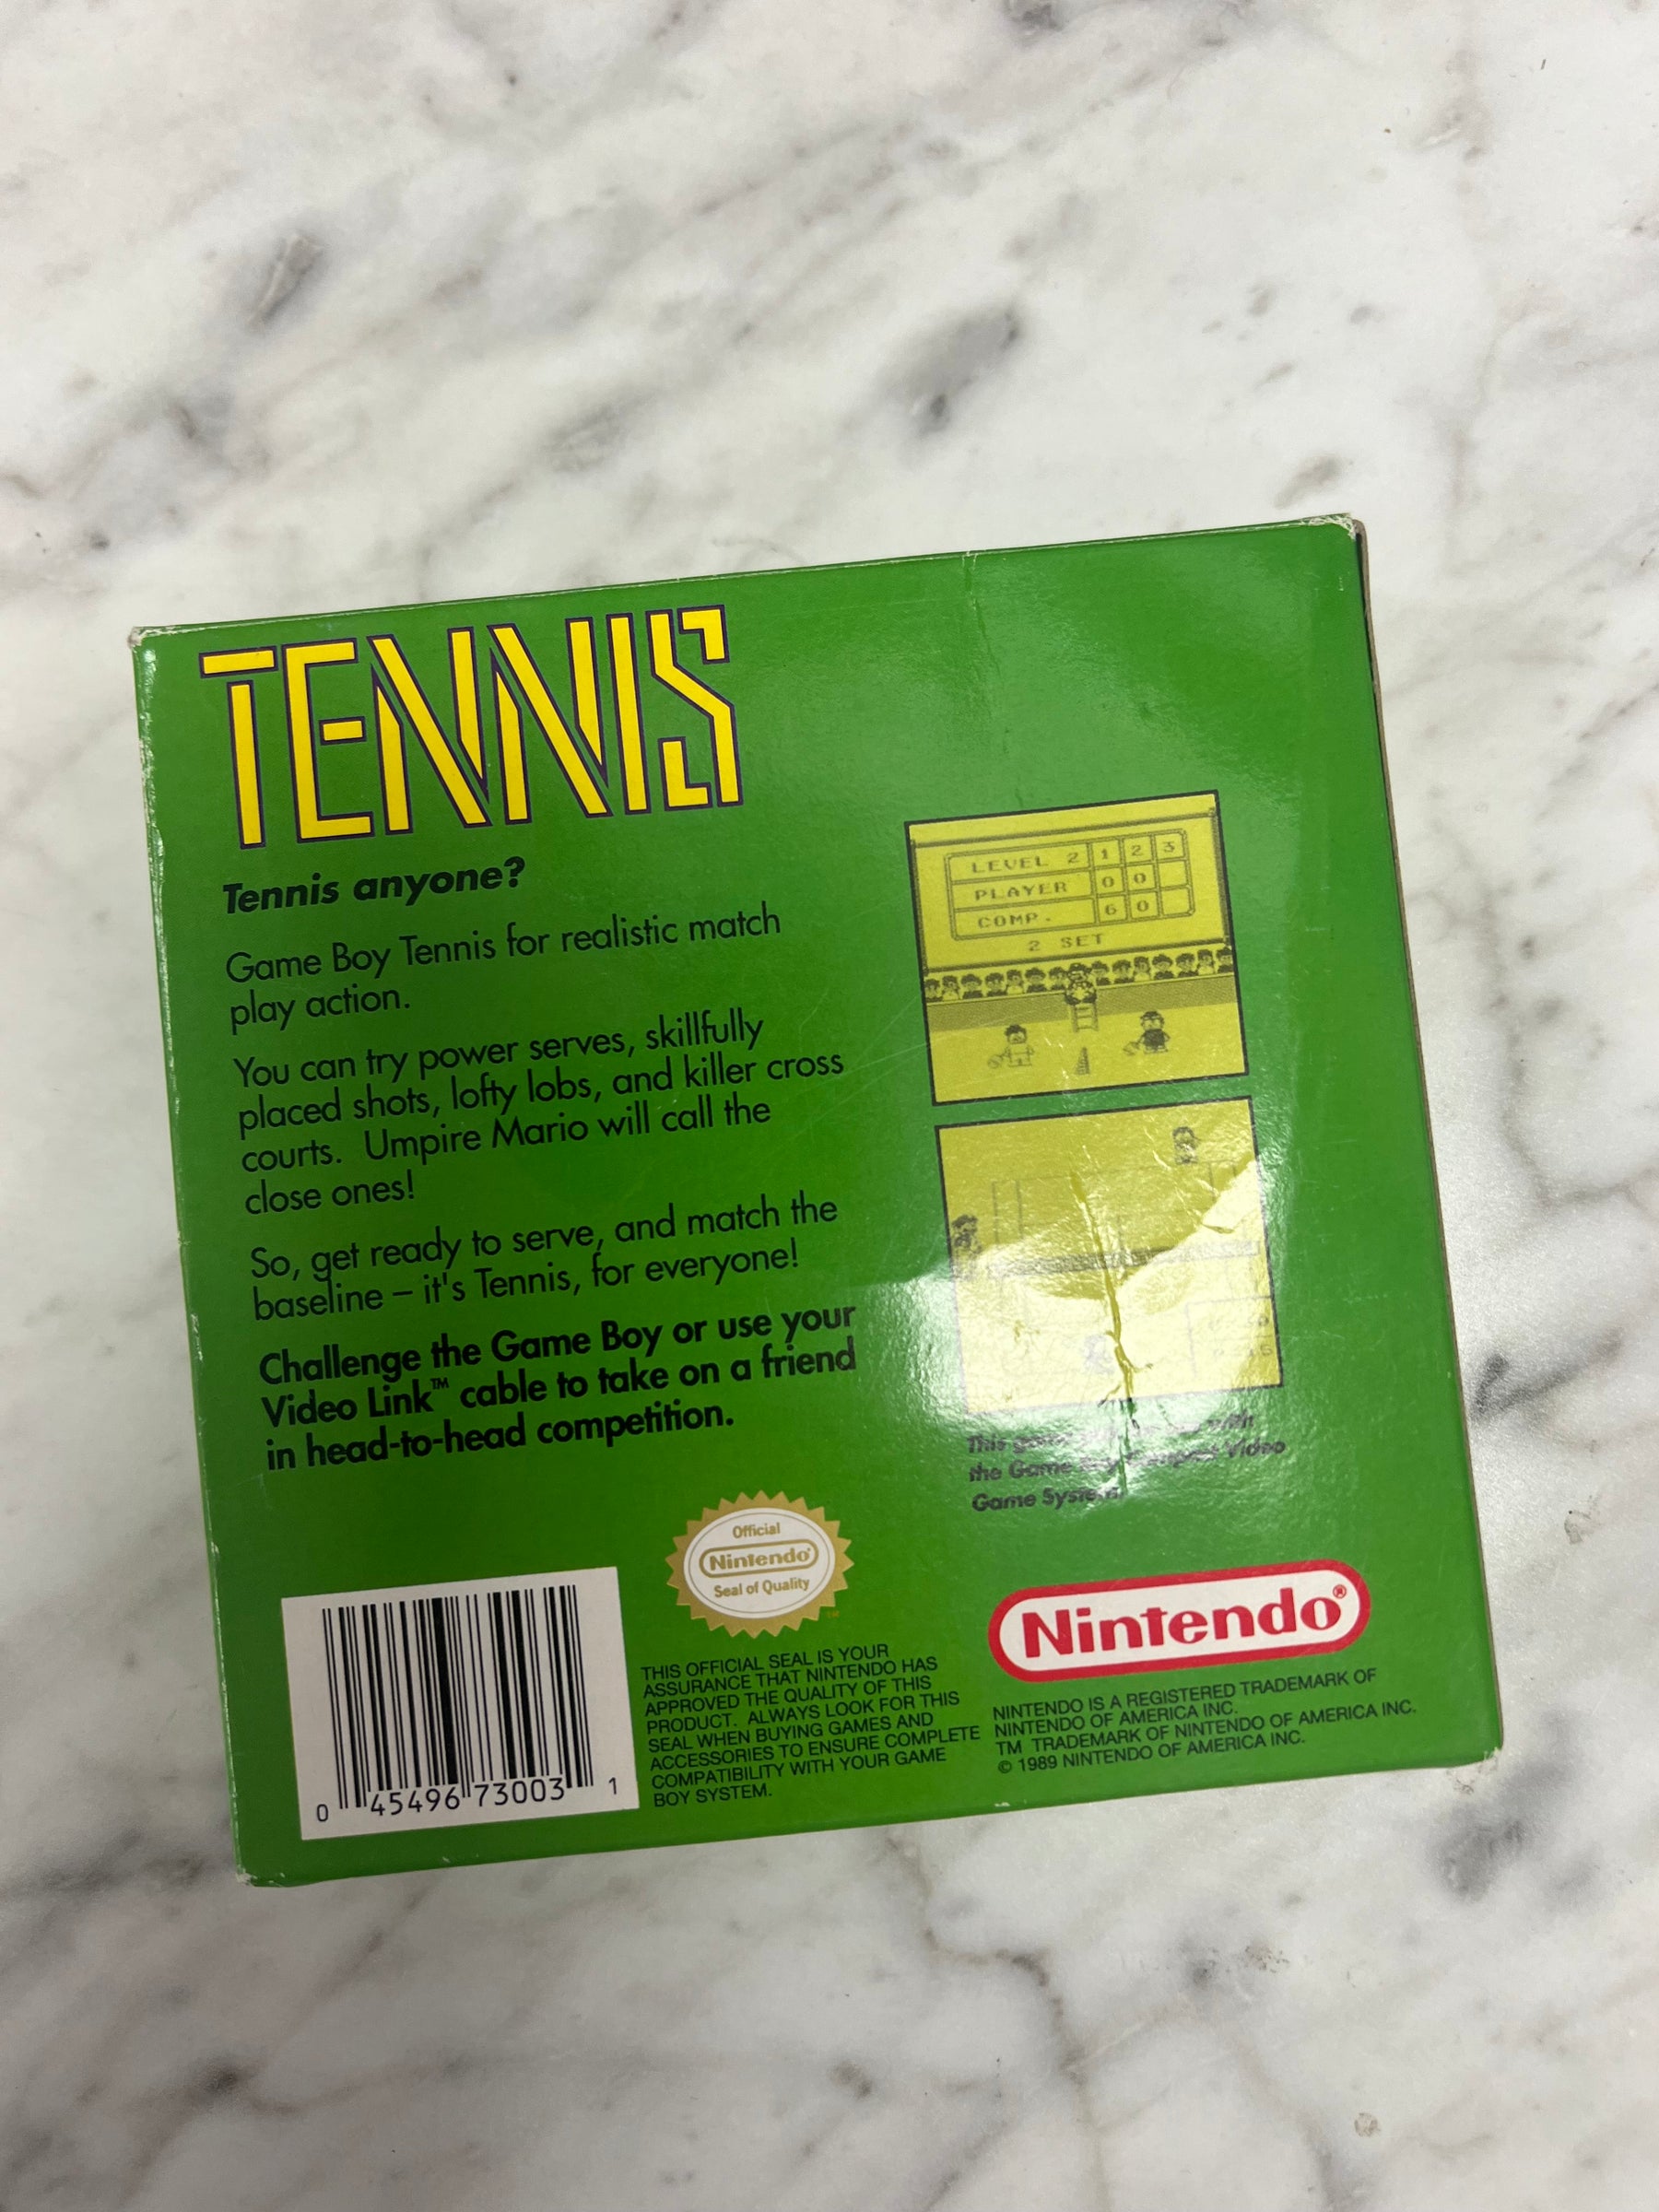 TENNIS
Tennis anyone?
Game Boy Tennis for realistic match
play action.
You can try power serves, skillfully
placed shots, lofty lobs, and killer cross
courts. Umpire Mario will call the
close ones!
So, get ready to serve, and match the
baseline – it's Tennis, for everyone!
Challenge the Game Boy or use your
Video Link™ cable to take on a friend
in head-to-head competition.
LEVEL 2 1 2 3
PLAYER 0 0
COMP. 6 0
2 SET
This with
the Game Video
Game System
Official
Nintendo
Seal of Quality
THIS OFFICIAL SEAL IS YOUR
ASSURANCE THAT NINTENDO HAS
APPROVED THE QUALITY OF THIS
PRODUCT. ALWAYS LOOK FOR THIS
SEAL WHEN BUYING GAMES AND
ACCESSORIES TO ENSURE COMPLETE
COMPATIBILITY WITH YOUR GAME
BOY SYSTEM.
Nintendo®
NINTENDO IS A REGISTERED TRADEMARK OF
NINTENDO OF AMERICA INC.
TM TRADEMARK OF NINTENDO OF AMERICA INC.
© 1989 NINTENDO OF AMERICA INC.
0 45496 73003 1